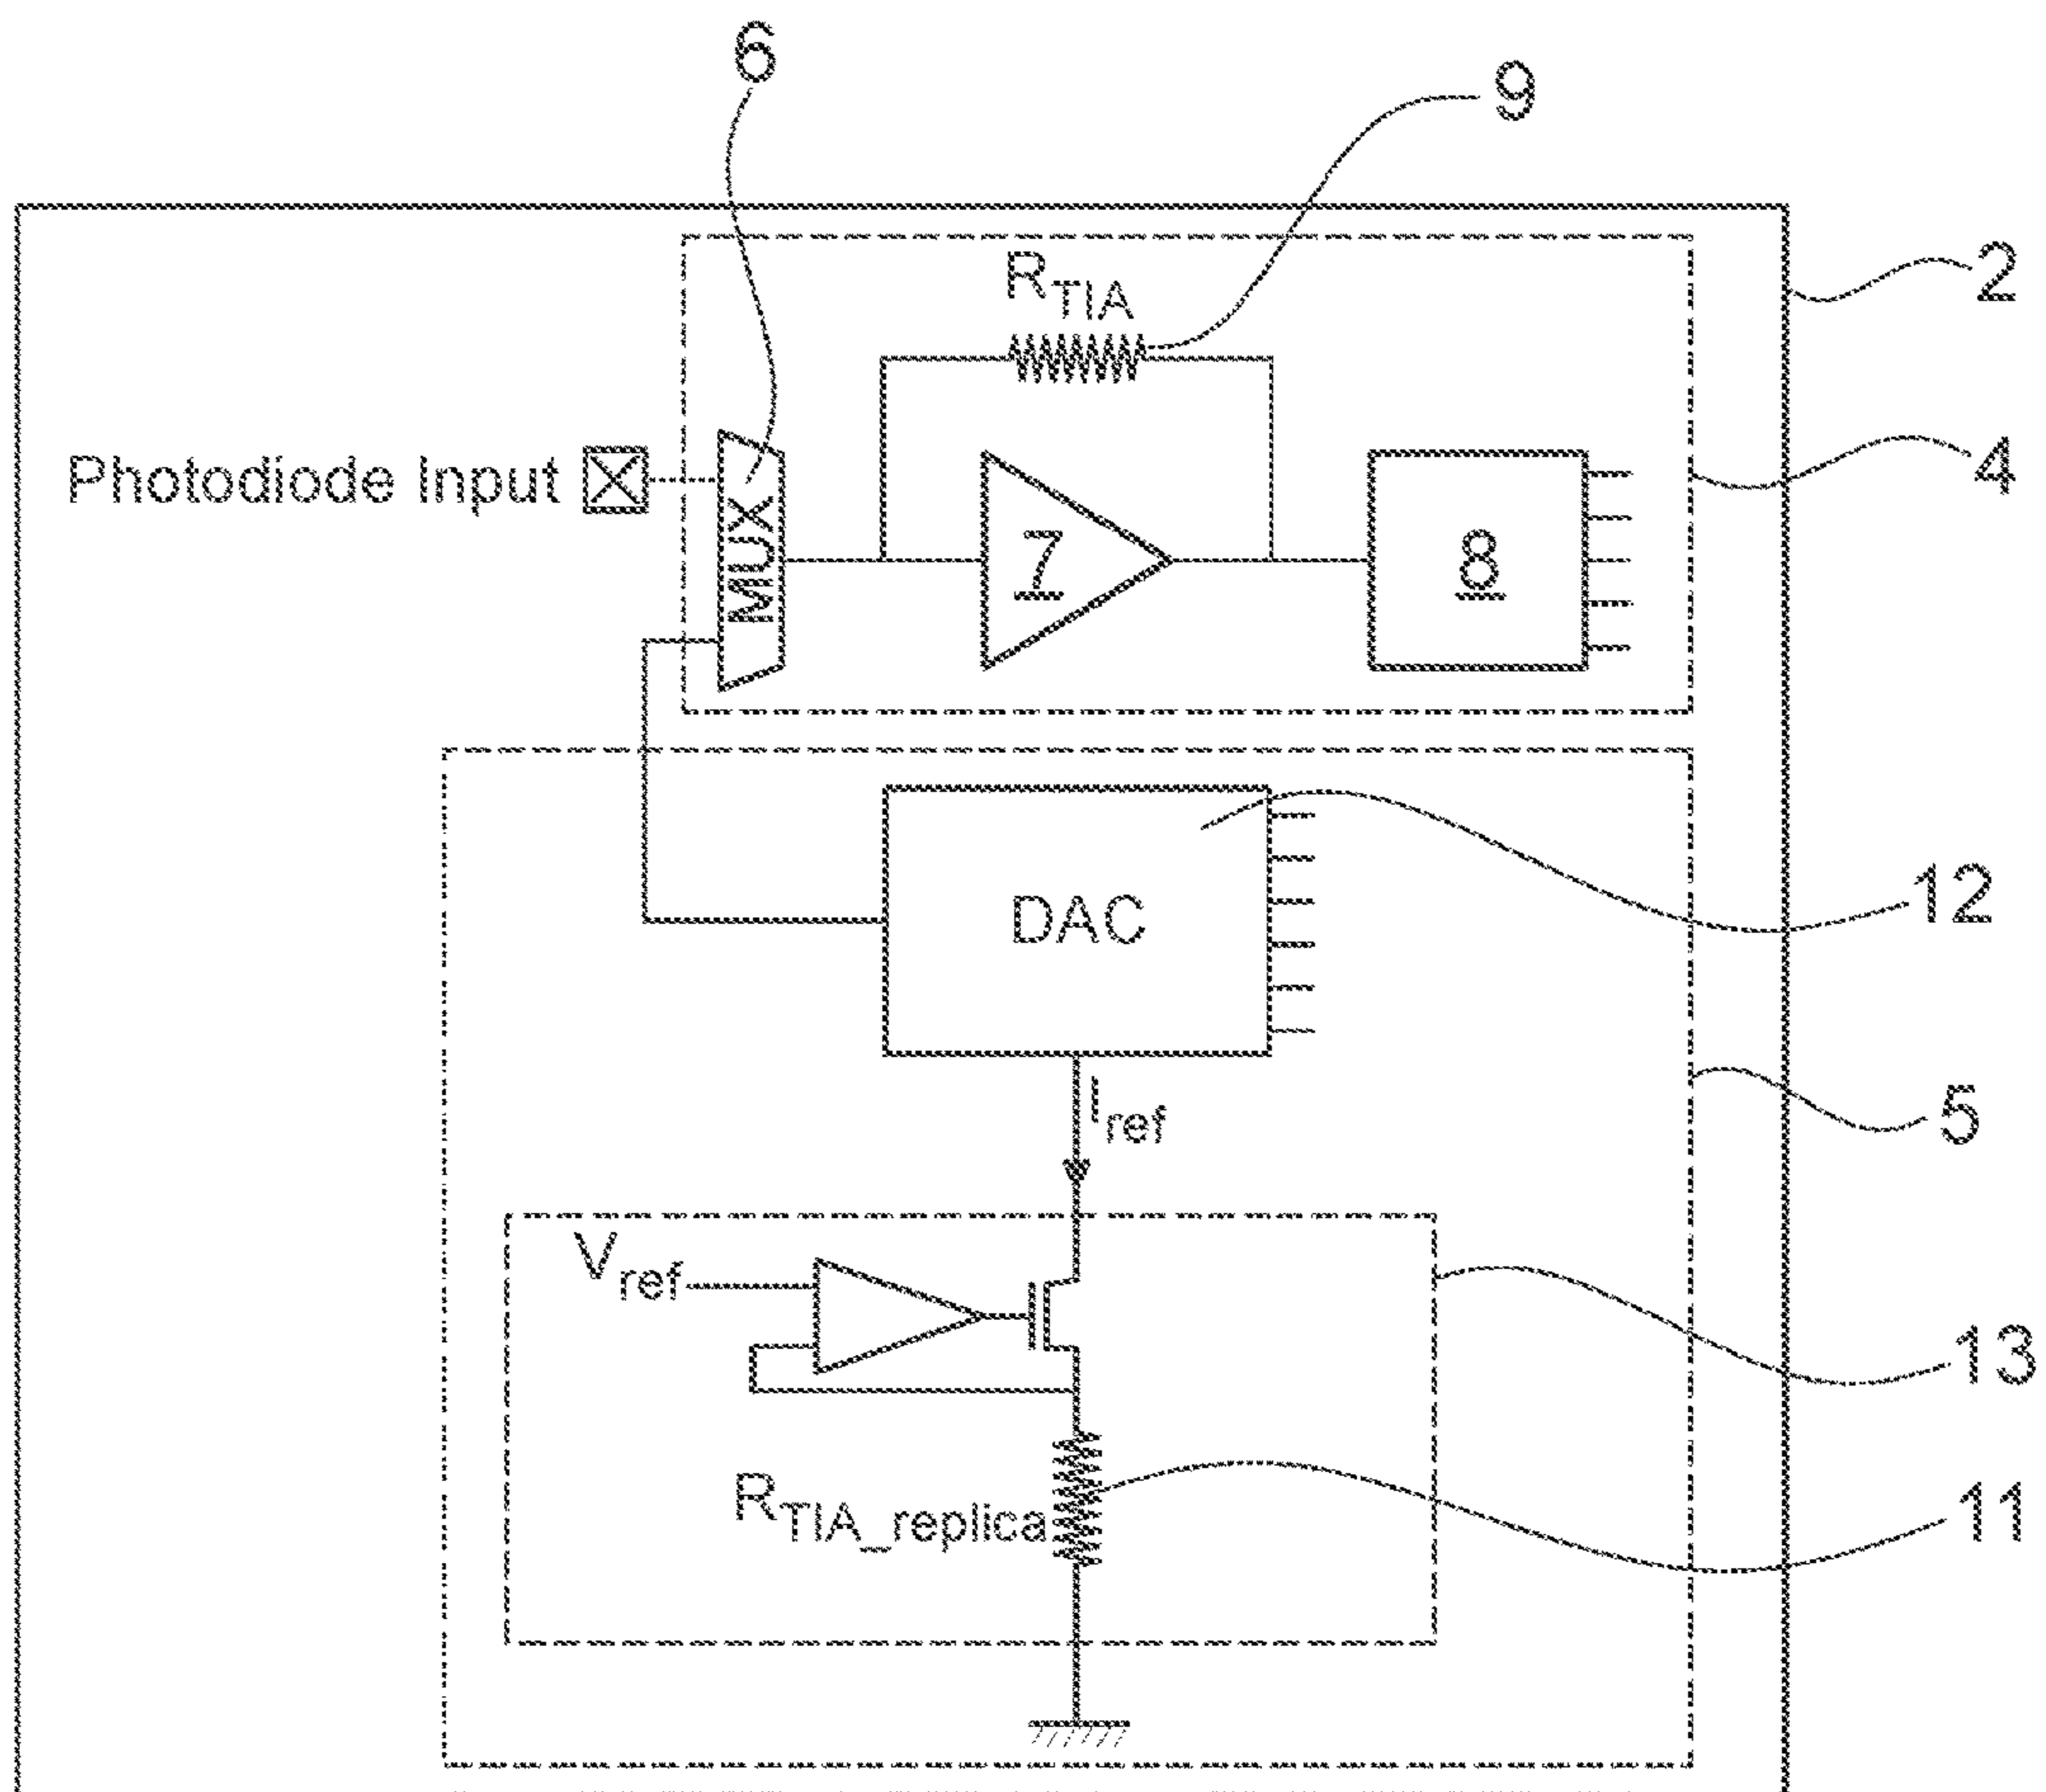 6
9
2
R_TIA
4
Photodiode Input
MUX
7
8
12
DAC
I_ref
5
V_ref
13
R_TIA_replica
11